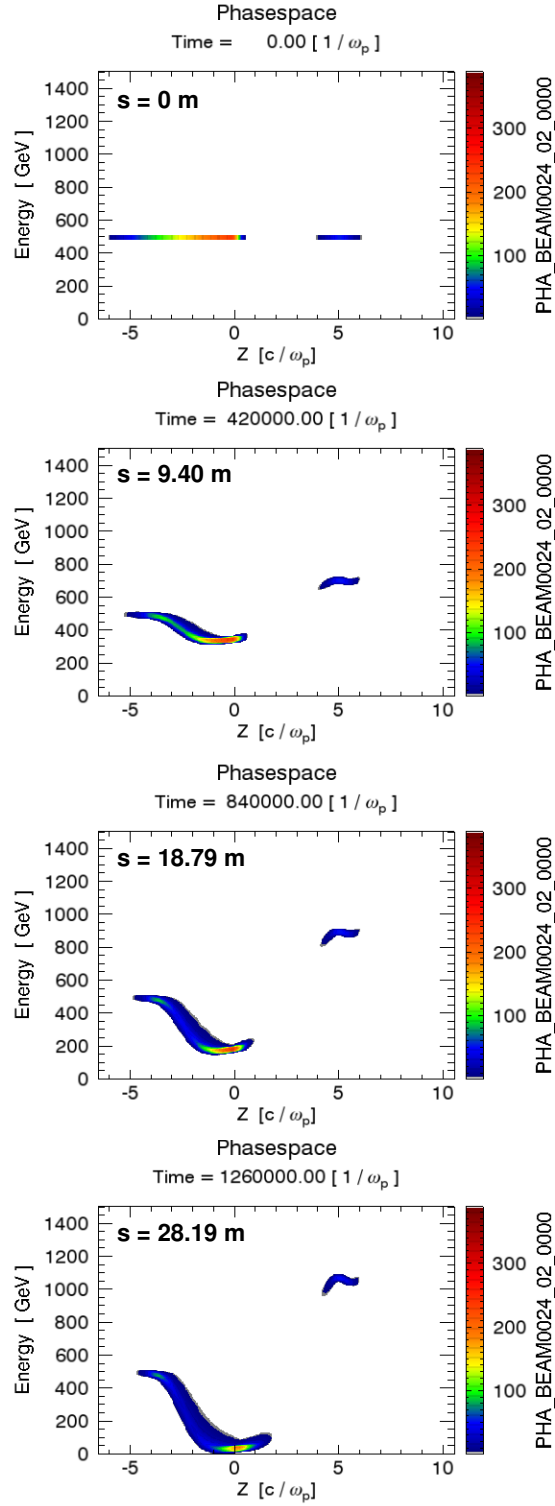 Phasespace
Time = 0.00 [ 1 / ωp ]
s = 0 m
1400
1200
1000
800
600
400
200
0
Energy [ GeV ]
-5 0 5 10
Z [c / ωp]
300
200
100
PHA_BEAM0024_02_0000
Phasespace
Time = 420000.00 [ 1 / ωp ]
s = 9.40 m
1400
1200
1000
800
600
400
200
0
Energy [ GeV ]
-5 0 5 10
Z [c / ωp]
300
200
100
PHA_BEAM0024_02_0000
Phasespace
Time = 840000.00 [ 1 / ωp ]
s = 18.79 m
1400
1200
1000
800
600
400
200
0
Energy [ GeV ]
-5 0 5 10
Z [c / ωp]
300
200
100
PHA_BEAM0024_02_0000
Phasespace
Time = 1260000.00 [ 1 / ωp ]
s = 28.19 m
1400
1200
1000
800
600
400
200
0
Energy [ GeV ]
-5 0 5 10
Z [c / ωp]
300
200
100
PHA_BEAM0024_02_0000